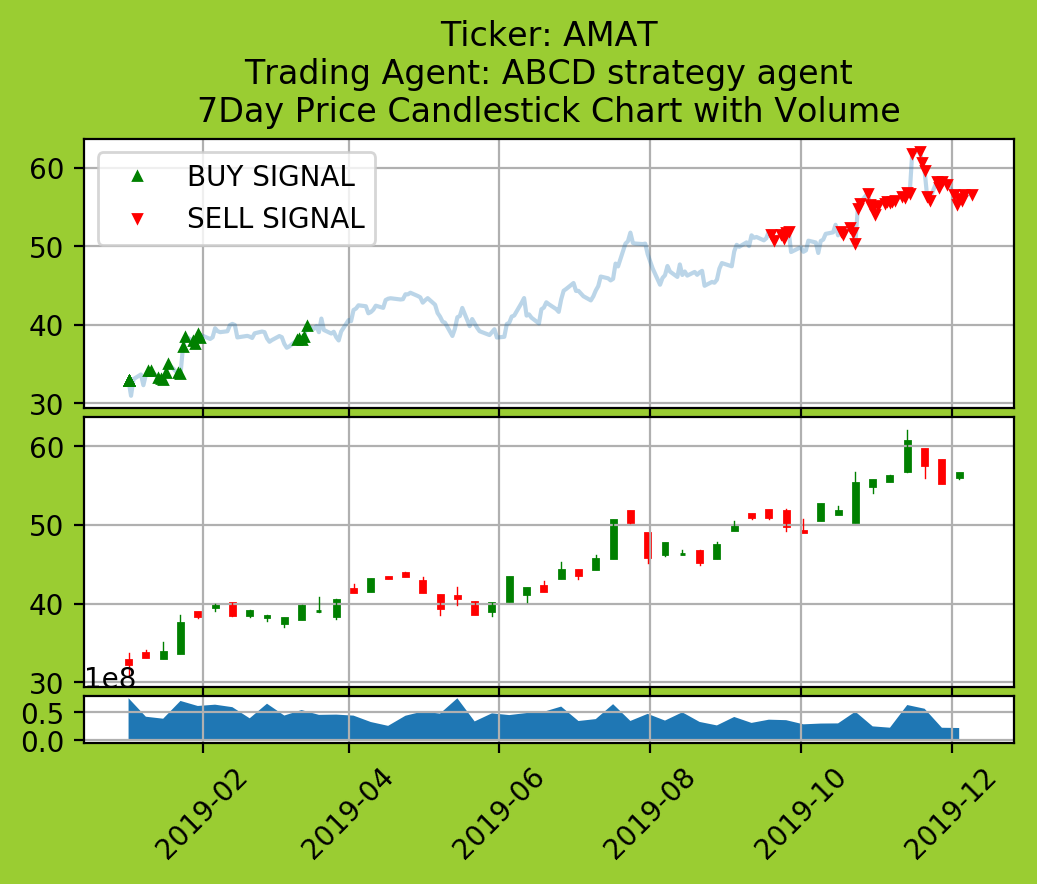 Ticker: AMAT
Trading Agent: ABCD strategy agent
7Day Price Candlestick Chart with Volume
BUY SIGNAL
SELL SIGNAL
60
50
40
30
60
50
40
30
1e8
0.5
0.0
2019-02
2019-04
2019-06
2019-08
2019-10
2019-12